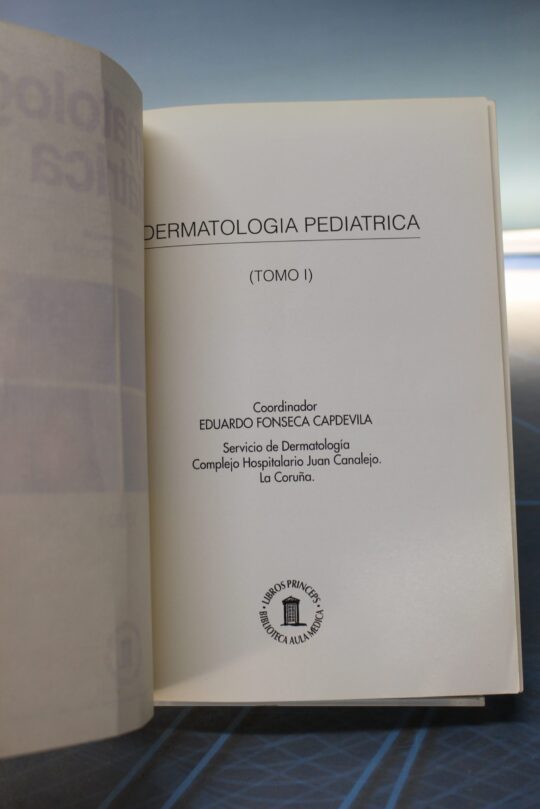 DERMATOLOGIA PEDIATRICA
(TOMO I)
Coordinador
EDUARDO FONSECA CAPDEVILA
Servicio de Dermatología
Complejo Hospitalario Juan Canalejo.
La Coruña.
• LIBROS PRINCEPS •
BIBLIOTECA AULA MEDICA